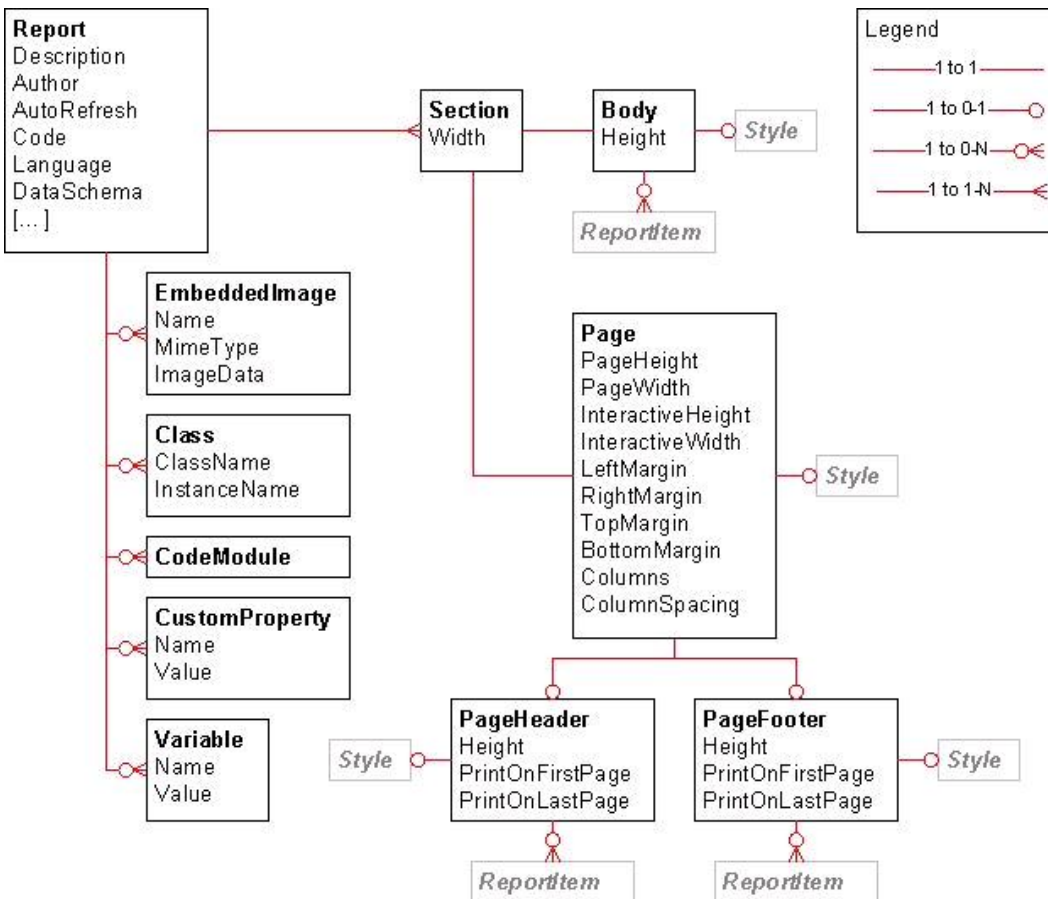 Report
Description
Author
AutoRefresh
Code
Language
DataSchema
[... ]
Section
Width
Body
Height
Style
ReportItem
Legend
1 to 1
1 to 0-1
1 to 0-N
1 to 1-N
EmbeddedImage
Name
MimeType
ImageData
Class
ClassName
InstanceName
CodeModule
CustomProperty
Name
Value
Variable
Name
Value
Page
PageHeight
PageWidth
InteractiveHeight
InteractiveWidth
LeftMargin
RightMargin
TopMargin
BottomMargin
Columns
ColumnSpacing
Style
Style
PageHeader
Height
PrintOnFirstPage
PrintOnLastPage
ReportItem
PageFooter
Height
PrintOnFirstPage
PrintOnLastPage
Style
ReportItem